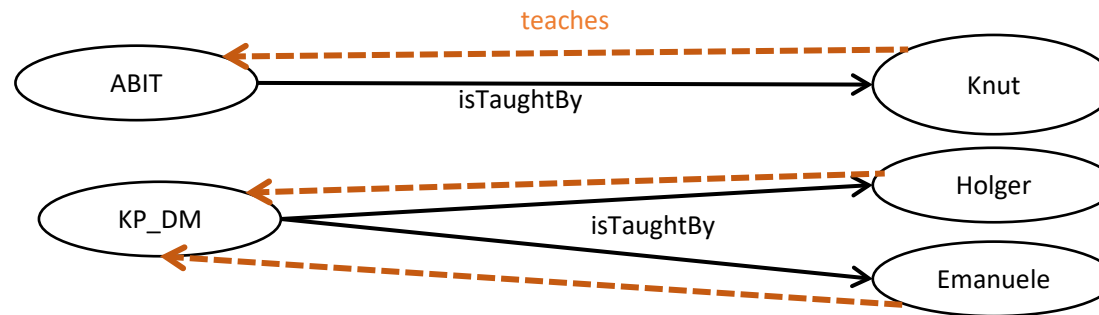 teaches
ABIT
Knut
isTaughtBy
Holger
KP_DM
isTaughtBy
Emanuele